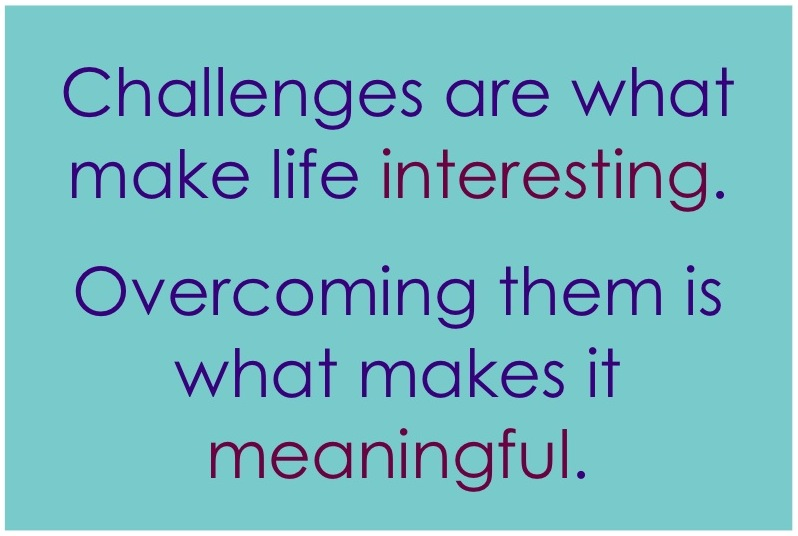 Challenges are what
make life interesting.
Overcoming them is
what makes it
meaningful.